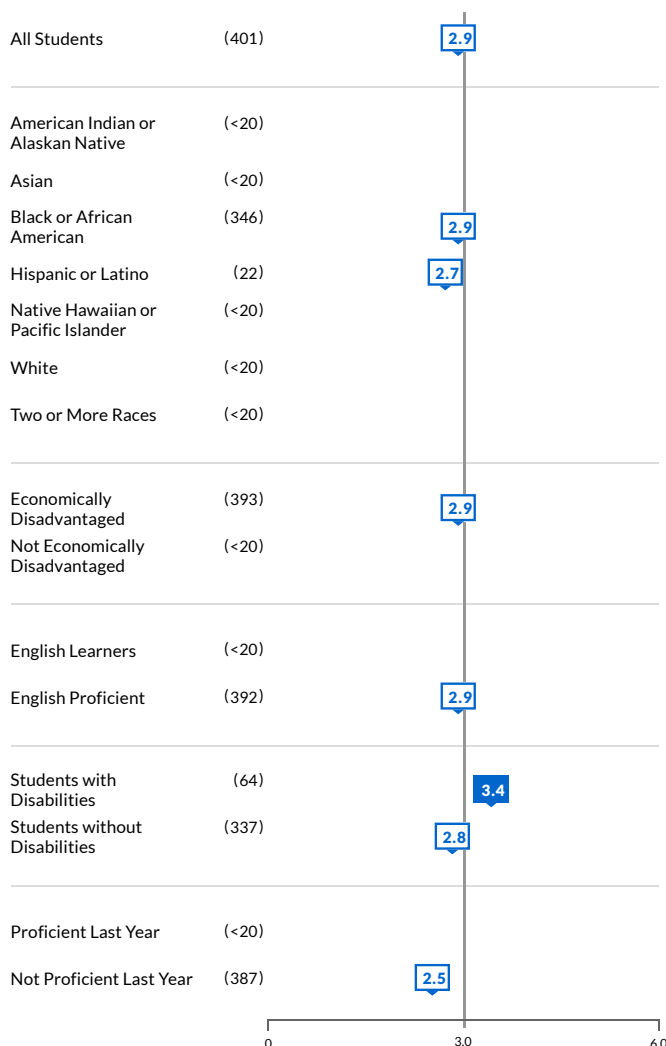 All Students (401) 2.9
American Indian or (<20)
Alaskan Native
Asian (<20)
Black or African (346) 2.9
American
Hispanic or Latino (22) 2.7
Native Hawaiian or (<20)
Pacific Islander
White (<20)
Two or More Races (<20)
Economically (393) 2.9
Disadvantaged
Not Economically (<20)
Disadvantaged
English Learners (<20)
English Proficient (392) 2.9
Students with (64) 3.4
Disabilities
Students without (337) 2.8
Disabilities
Proficient Last Year (<20)
Not Proficient Last Year (387) 2.5
0 3.0 6.0